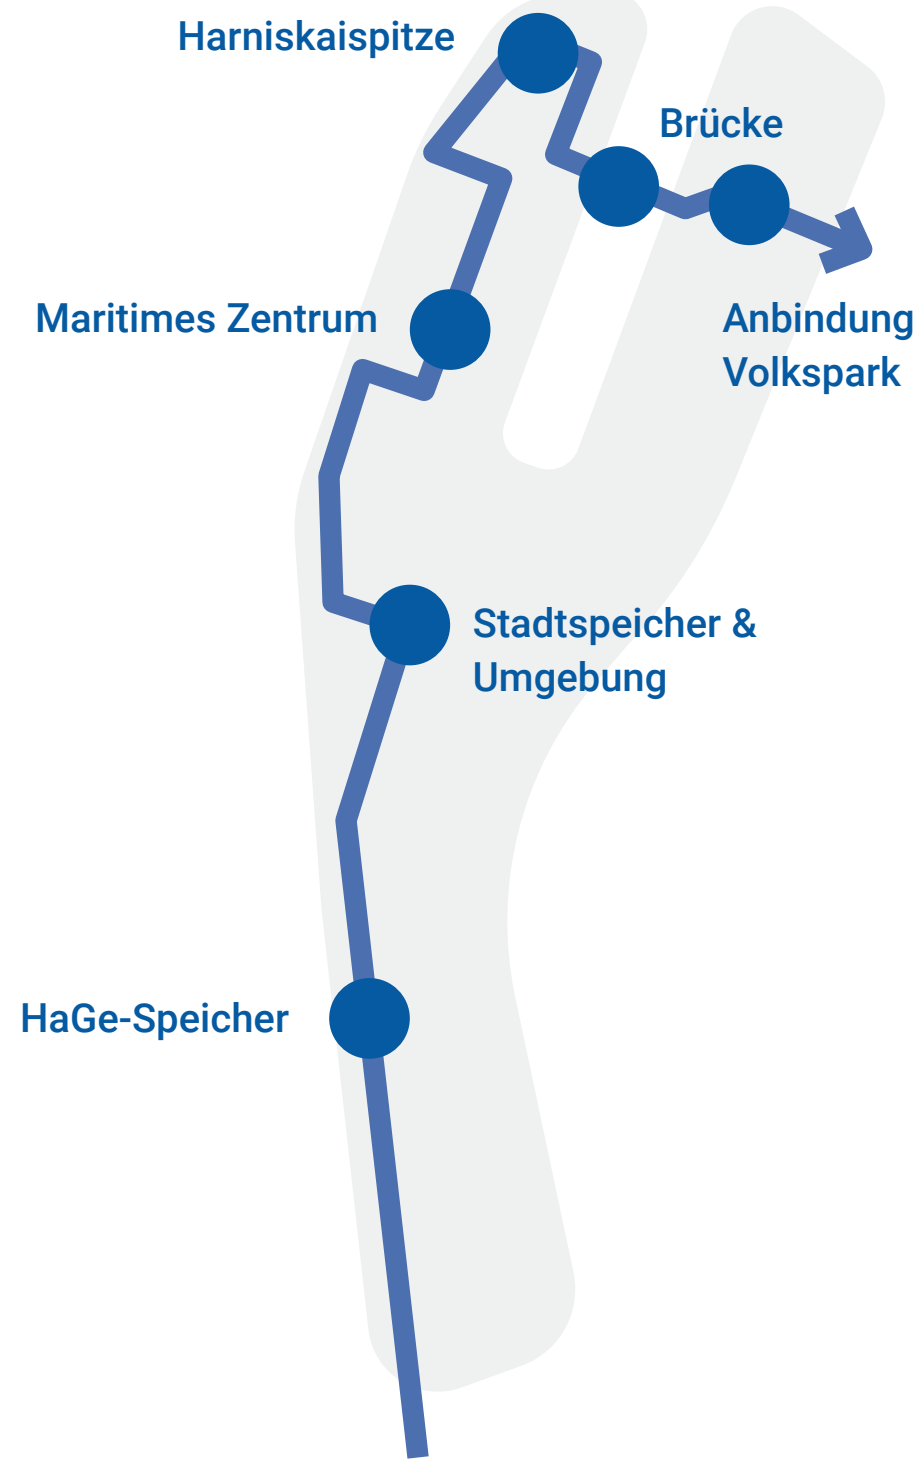 Harniskaispitze
Brücke
Maritimes Zentrum
Anbindung
Volkspark
Stadtspeicher &
Umgebung
HaGe-Speicher